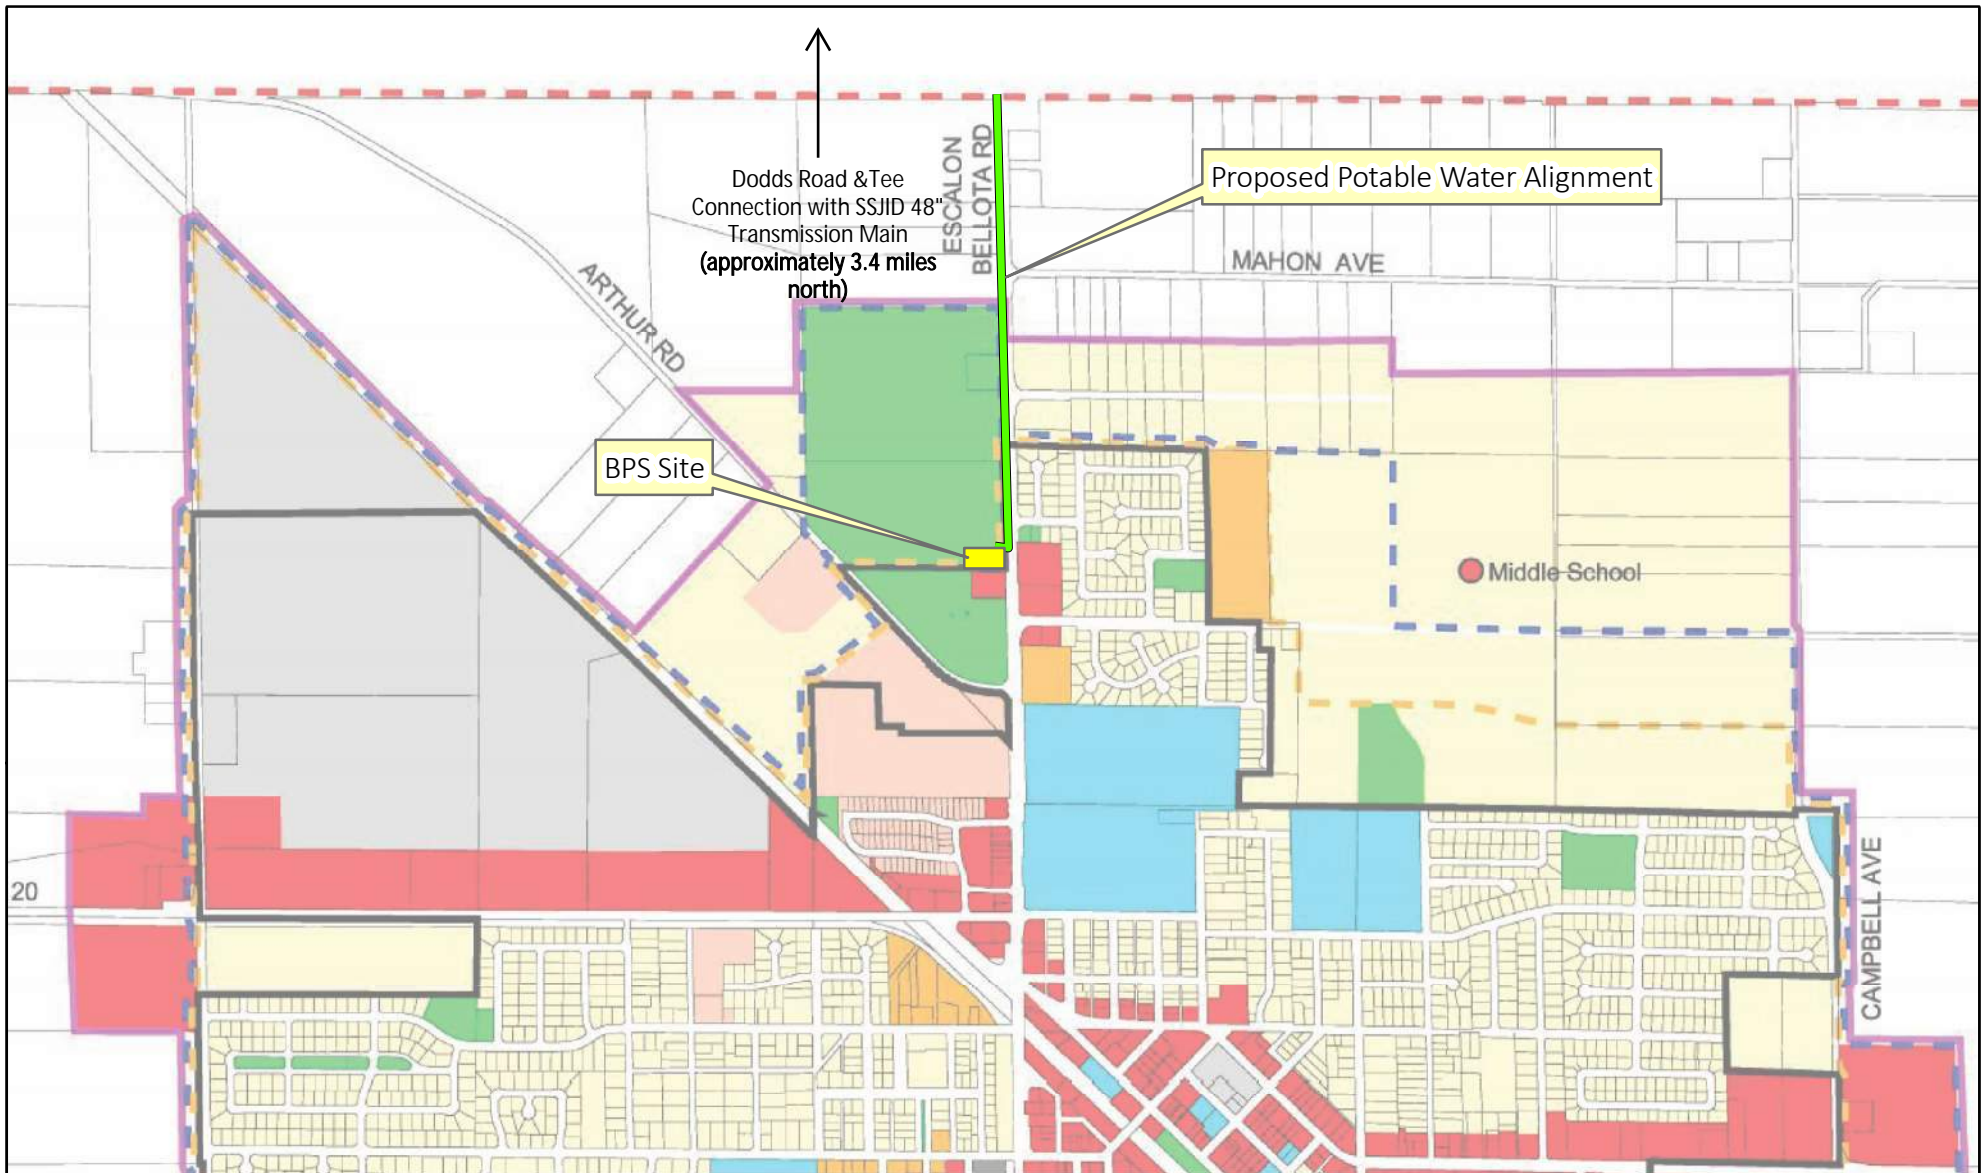 Dodds Road &Tee
Connection with SSJID 48"
Transmission Main
(approximately 3.4 miles
north)
ESCALON
BELLOTA RD
Proposed Potable Water Alignment
MAHON AVE
ARTHUR RD
BPS Site
Middle School
20
CAMPBELL AVE